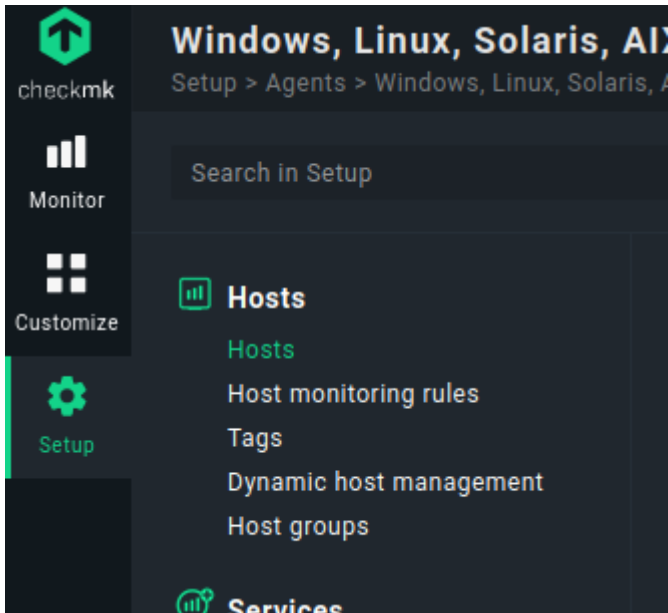 checkmk
Windows, Linux, Solaris,
Setup > Agents > Windows, Linux, Solaris,
Monitor
Search in Setup
Customize
Setup
Hosts
Hosts
Host monitoring rules
Tags
Dynamic host management
Host groups
Services